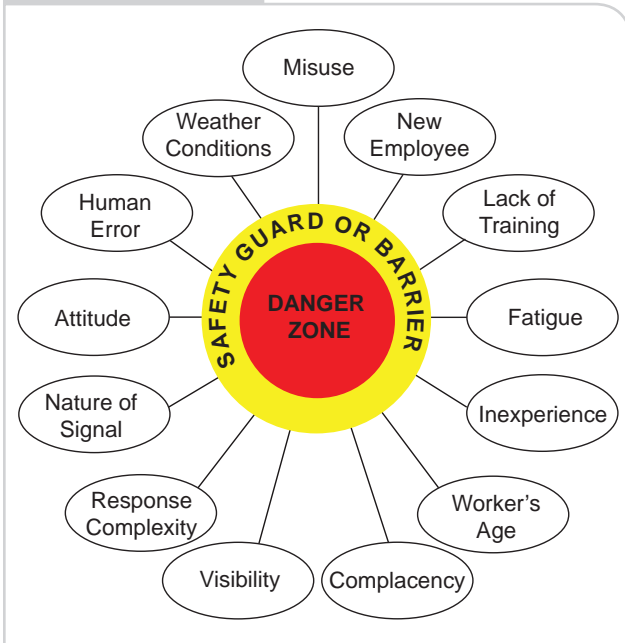 Misuse
Weather
Conditions
New
Employee
Human
Error
Lack of
Training
SAFETY GUARD OR BARRIER
DANGER
ZONE
Attitude
Fatigue
Nature of
Signal
Inexperience
Response
Complexity
Worker's
Age
Visibility
Complacency